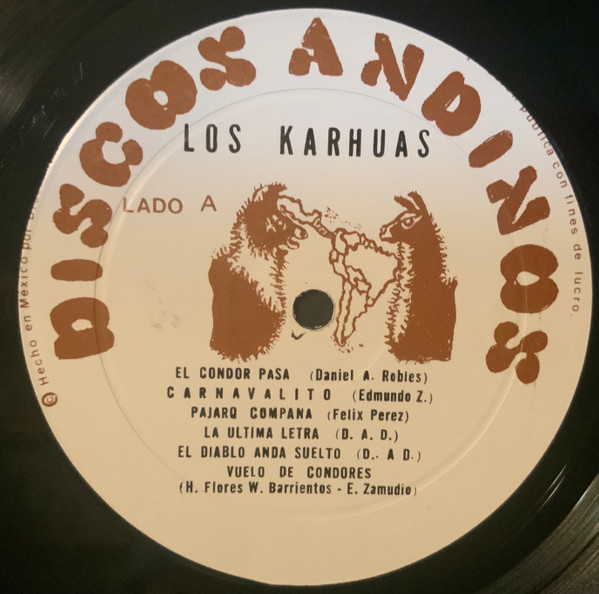 DISCOS ANDINOS
LOS KARHUAS
LADO A
EL CONDOR PASA (Daniel A. Robles)
CARNAVALITO (Edmundo Z.)
PAJARO COMPANA (Felix Perez)
LA ULTIMA LETRA (D. A. D.)
EL DIABLO ANDA SUELTO (D,. A D.)
VUELO DE CONDORES
(H. Flores W. Barrientos - E. Zamudio)
© Hecho en México por
publica con fines de lucro.